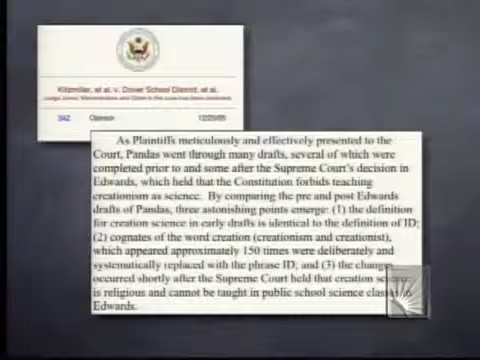 Kitzmiller, et al. v. Dover School District, et al.
342 Opinion 12/20/05
As Plaintiffs meticulously and effectively presented to the
Court, Pandas went through many drafts, several of which were
completed prior to and some after the Supreme Court's decision in
Edwards, which held that the Constitution forbids teaching
creationism as science. By comparing the pre and post Edwards
drafts of Pandas, three astonishing points emerge: (1) the definition
for creation science in early drafts is identical to the definition of ID;
(2) cognates of the word creation (creationism and creationist),
which appeared approximately 150 times were deliberately and
systematically replaced with the phrase ID; and (3) the changes
occurred shortly after the Supreme Court held that creation science
is religious and cannot be taught in public school science classes in
Edwards.